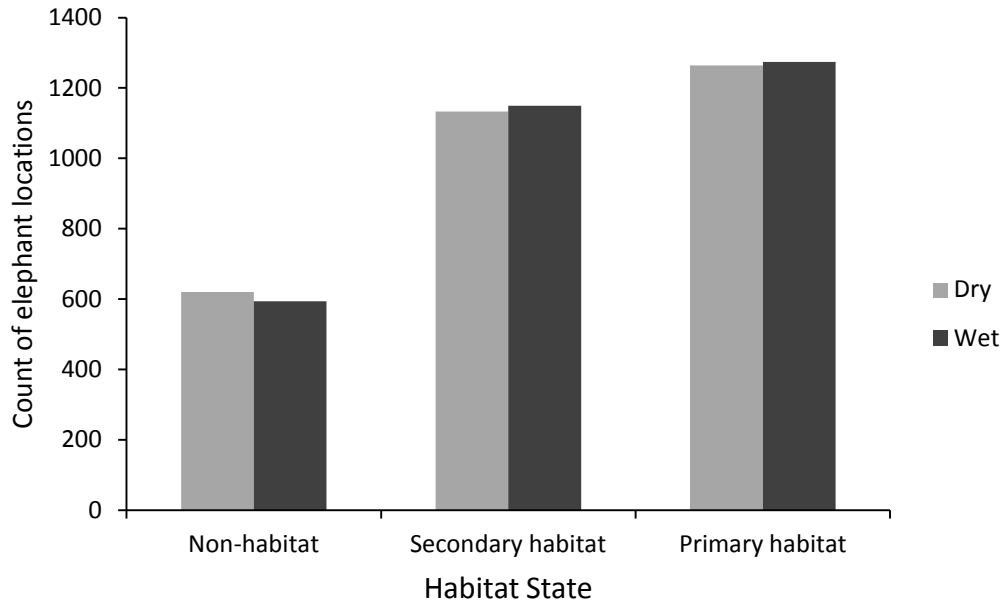 Count of elephant locations
1400
1200
1000
800
600
400
200
0
Non-habitat
Secondary habitat
Primary habitat
Habitat State
Dry
Wet